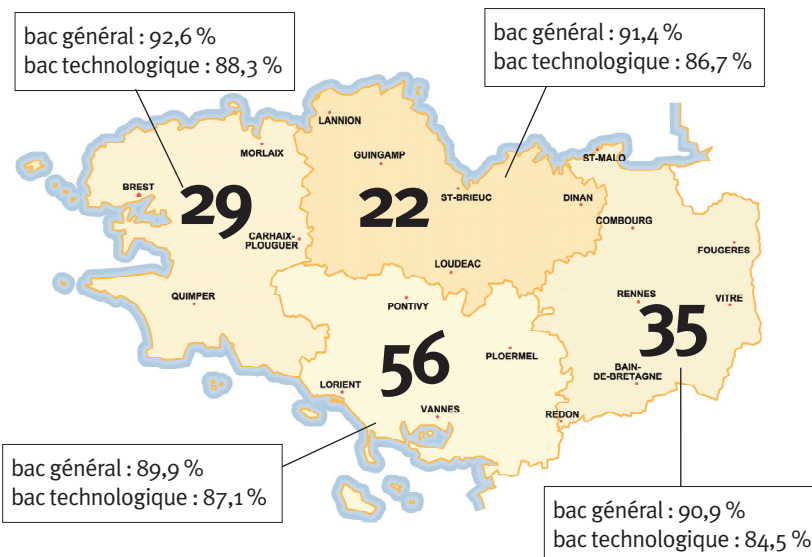 bac général : 92,6 %
bac technologique : 88,3 %
bac général : 91,4 %
bac technologique : 86,7 %
LANNION
MORLAIX
GUINGAMP
ST-MALO
BREST
29
22
ST-BRIEUC
DINAN
COMBOURG
CARHAIX-
PLOUGUER
FOUGERES
LOUDEAC
QUIMPER
PONTIVY
RENNES
VITRE
56
PLOERMEL
35
LORIENT
BAIN-
DE-BRETAGNE
VANNES
REDON
bac général : 89,9 %
bac technologique : 87,1 %
bac général : 90,9 %
bac technologique : 84,5 %